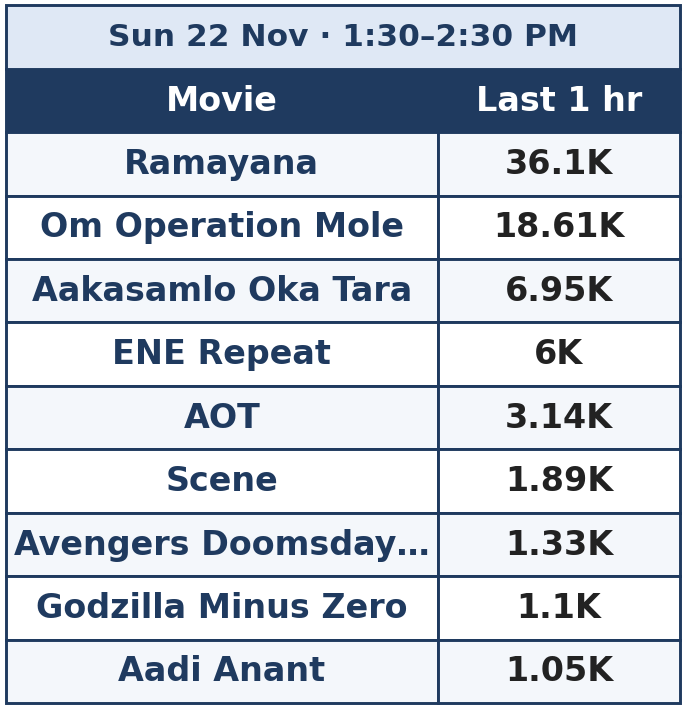 Sun 22 Nov · 1:30–2:30 PM
Movie Last 1 hr
Ramayana 36.1K
Om Operation Mole 18.61K
Aakasamlo Oka Tara 6.95K
ENE Repeat 6K
AOT 3.14K
Scene 1.89K
Avengers Doomsday... 1.33K
Godzilla Minus Zero 1.1K
Aadi Anant 1.05K